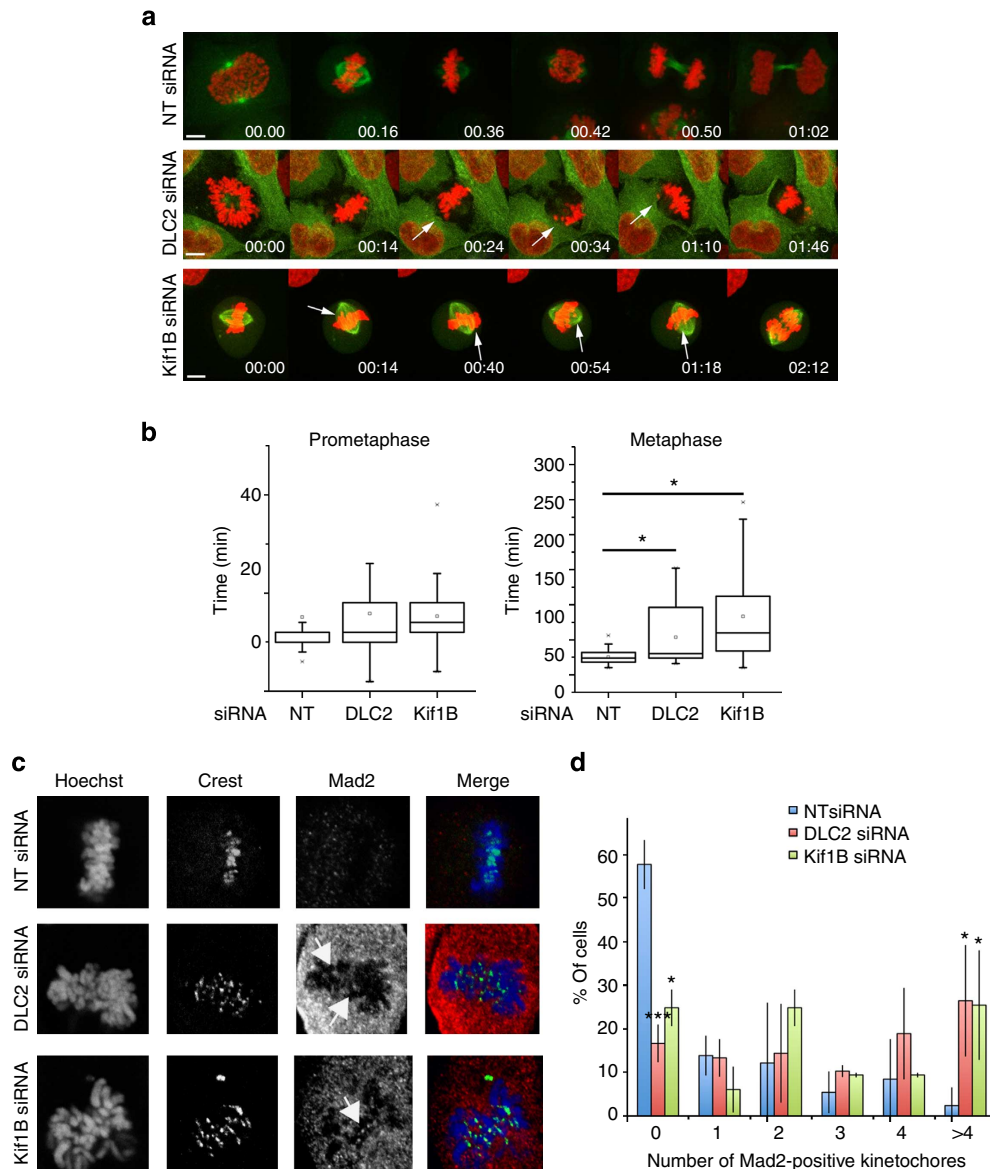 a
NT siRNA
00.00 00.16 00.36 00.42 00.50 01:02
DLC2 siRNA
00:00 00:14 00:24 00:34 01:10 01:46
Kif1B siRNA
00:00 00:14 00:40 00:54 01:18 02:12
b
Prometaphase
Time (min)
40
20
0
siRNA NT DLC2 Kif1B
Metaphase
Time (min)
300
250
200
150
100
50
0
*
*
siRNA NT DLC2 Kif1B
c
Hoechst Crest Mad2 Merge
NT siRNA
DLC2 siRNA
Kif1B siRNA
d
NTsiRNA
DLC2 siRNA
Kif1B siRNA
% Of cells
60
50
40
30
20
10
0
***
*
*
*
0 1 2 3 4 >4
Number of Mad2-positive kinetochores